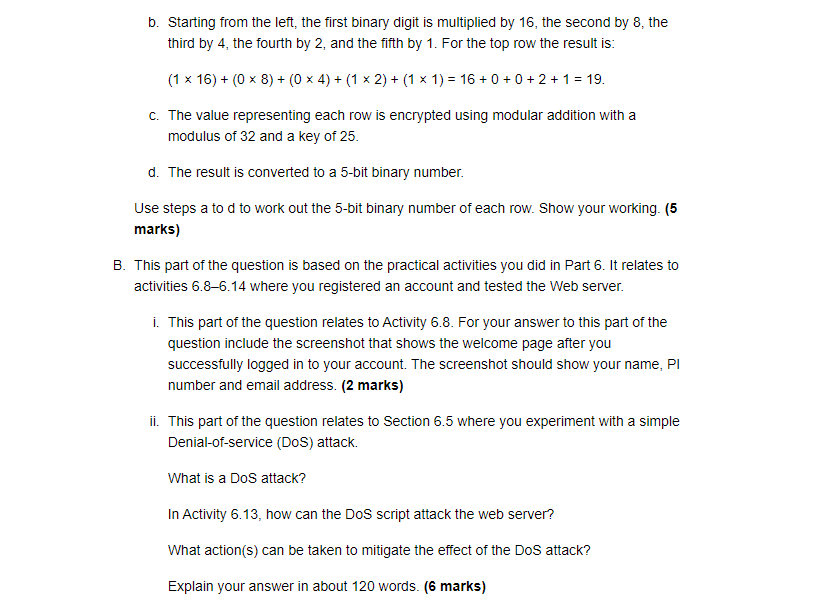 b. Starting from the left, the first binary digit is multiplied by 16, the second by 8, the
third by 4, the fourth by 2, and the fifth by 1. For the top row the result is:
(1 × 16) + (0 × 8) + (0 × 4) + (1 × 2) + (1 × 1) = 16 + 0 + 0 + 2 + 1 = 19.
c. The value representing each row is encrypted using modular addition with a
modulus of 32 and a key of 25.
d. The result is converted to a 5-bit binary number.
Use steps a to d to work out the 5-bit binary number of each row. Show your working. (5
marks)
B. This part of the question is based on the practical activities you did in Part 6. It relates to
activities 6.8–6.14 where you registered an account and tested the Web server.
i. This part of the question relates to Activity 6.8. For your answer to this part of the
question include the screenshot that shows the welcome page after you
successfully logged in to your account. The screenshot should show your name, PI
number and email address. (2 marks)
ii. This part of the question relates to Section 6.5 where you experiment with a simple
Denial-of-service (DoS) attack.
What is a DoS attack?
In Activity 6.13, how can the DoS script attack the web server?
What action(s) can be taken to mitigate the effect of the DoS attack?
Explain your answer in about 120 words. (6 marks)